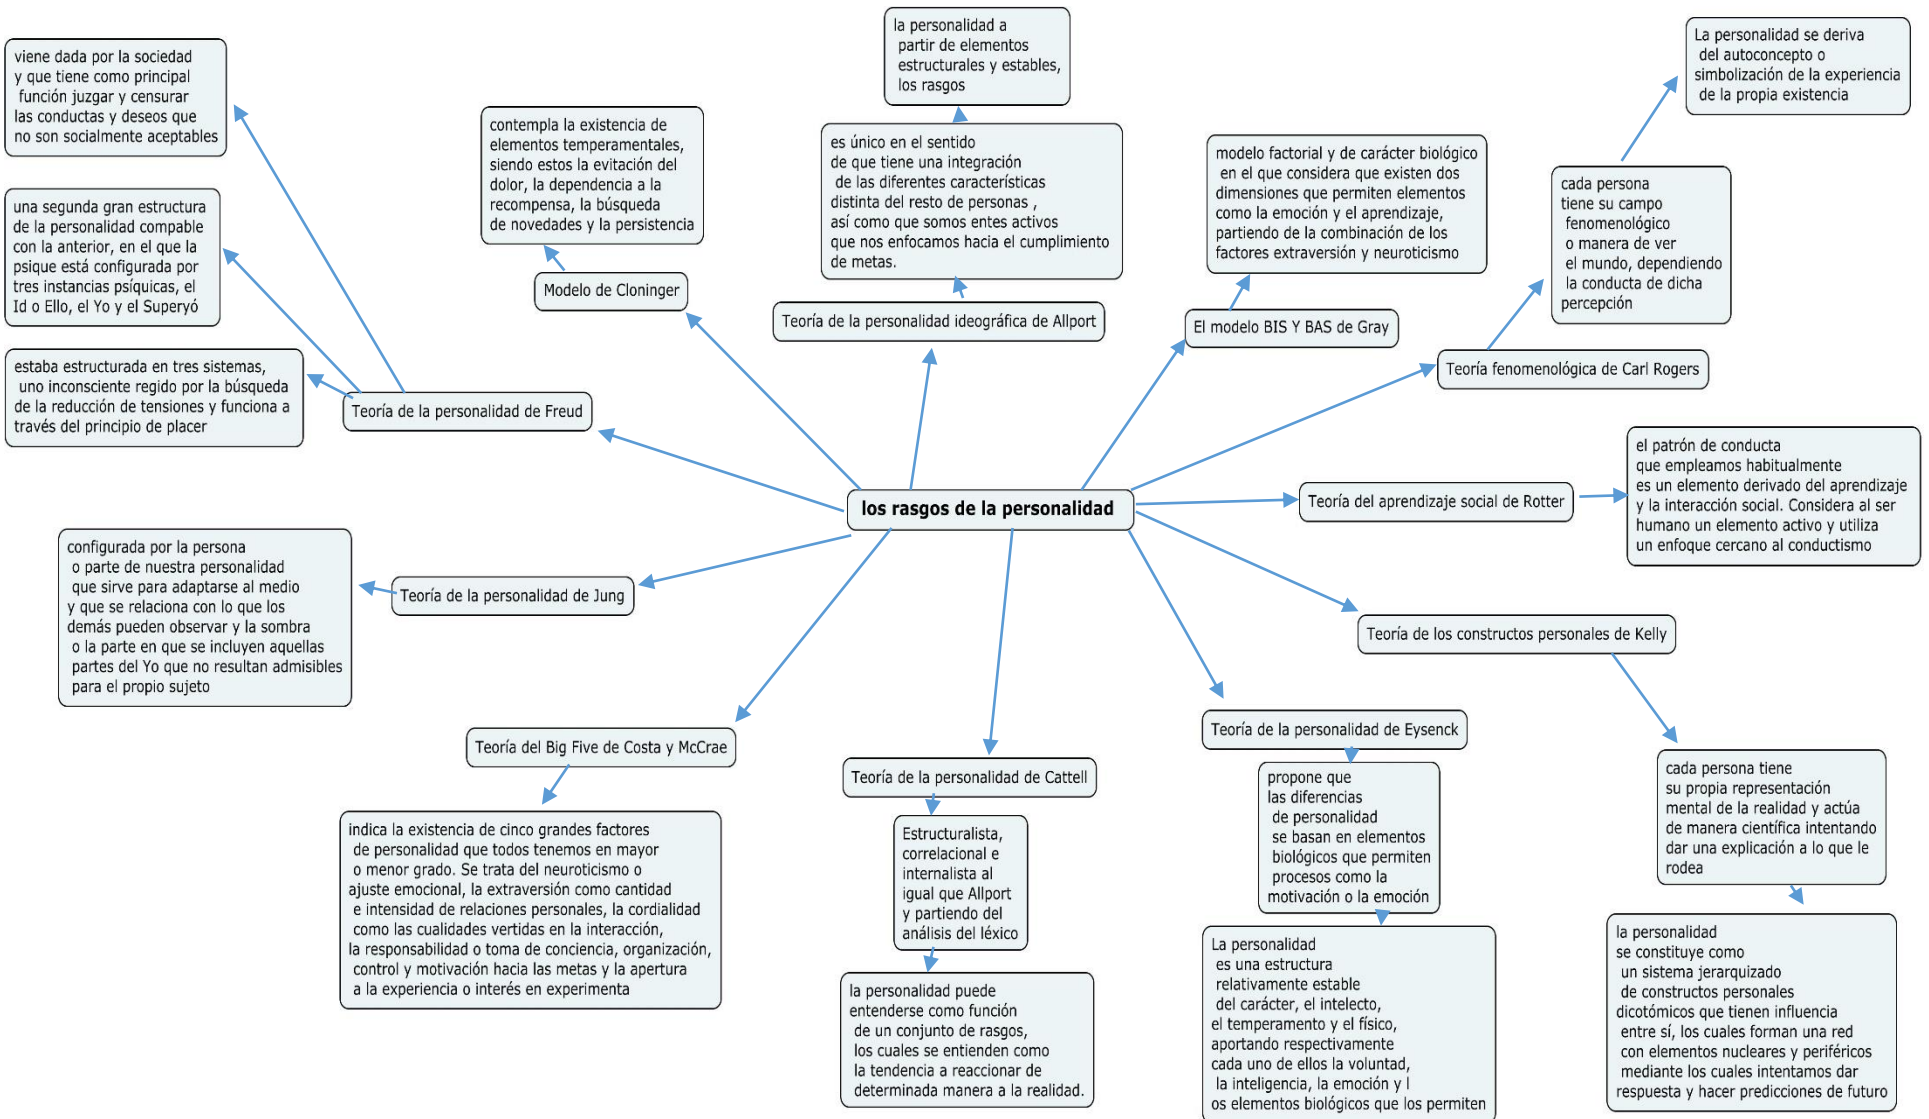 la personalidad a
partir de elementos
estructurales y estables,
los rasgos
La personalidad se deriva
del autoconcepto o
simbolización de la experiencia
de la propia existencia
viene dada por la sociedad
y que tiene como principal
función juzgar y censurar
las conductas y deseos que
no son socialmente aceptables
contempla la existencia de
elementos temperamentales,
siendo estos la evitación del
dolor, la dependencia a la
recompensa, la búsqueda
de novedades y la persistencia
es único en el sentido
de que tiene una integración
de las diferentes características
distinta del resto de personas ,
así como que somos entes activos
que nos enfocamos hacia el cumplimiento
de metas.
modelo factorial y de carácter biológico
en el que considera que existen dos
dimensiones que permiten elementos
como la emoción y el aprendizaje,
partiendo de la combinación de los
factores extraversión y neuroticismo
cada persona
tiene su campo
fenomenológico
o manera de ver
el mundo, dependiendo
la conducta de dicha
percepción
una segunda gran estructura
de la personalidad compable
con la anterior, en el que la
psique está configurada por
tres instancias psíquicas, el
Id o Ello, el Yo y el Superyó
Modelo de Cloninger
Teoría de la personalidad ideográfica de Allport
El modelo BIS Y BAS de Gray
Teoría fenomenológica de Carl Rogers
estaba estructurada en tres sistemas,
uno inconsciente regido por la búsqueda
de la reducción de tensiones y funciona a
través del principio de placer
Teoría de la personalidad de Freud
los rasgos de la personalidad
Teoría del aprendizaje social de Rotter
el patrón de conducta
que empleamos habitualmente
es un elemento derivado del aprendizaje
y la interacción social. Considera al ser
humano un elemento activo y utiliza
un enfoque cercano al conductismo
configurada por la persona
o parte de nuestra personalidad
que sirve para adaptarse al medio
y que se relaciona con lo que los
demás pueden observar y la sombra
o la parte en que se incluyen aquellas
partes del Yo que no resultan admisibles
para el propio sujeto
Teoría de la personalidad de Jung
Teoría de los constructos personales de Kelly
Teoría del Big Five de Costa y McCrae
Teoría de la personalidad de Cattell
Teoría de la personalidad de Eysenck
indica la existencia de cinco grandes factores
de personalidad que todos tenemos en mayor
o menor grado. Se trata del neuroticismo o
ajuste emocional, la extraversión como cantidad
e intensidad de relaciones personales, la cordialidad
como las cualidades vertidas en la interacción,
la responsabilidad o toma de conciencia, organización,
control y motivación hacia las metas y la apertura
a la experiencia o interés en experimenta
Estructuralista,
correlacional e
internalista al
igual que Allport
y partiendo del
análisis del léxico
la personalidad puede
entenderse como función
de un conjunto de rasgos,
los cuales se entienden como
la tendencia a reaccionar de
determinada manera a la realidad.
propone que
las diferencias
de personalidad
se basan en elementos
biológicos que permiten
procesos como la
motivación o la emoción
La personalidad
es una estructura
relativamente estable
del carácter, el intelecto,
el temperamento y el físico,
aportando respectivamente
cada uno de ellos la voluntad,
la inteligencia, la emoción y l
os elementos biológicos que los permiten
cada persona tiene
su propia representación
mental de la realidad y actúa
de manera científica intentando
dar una explicación a lo que le
rodea
la personalidad
se constituye como
un sistema jerarquizado
de constructos personales
dicotómicos que tienen influencia
entre sí, los cuales forman una red
con elementos nucleares y periféricos
mediante los cuales intentamos dar
respuesta y hacer predicciones de futuro